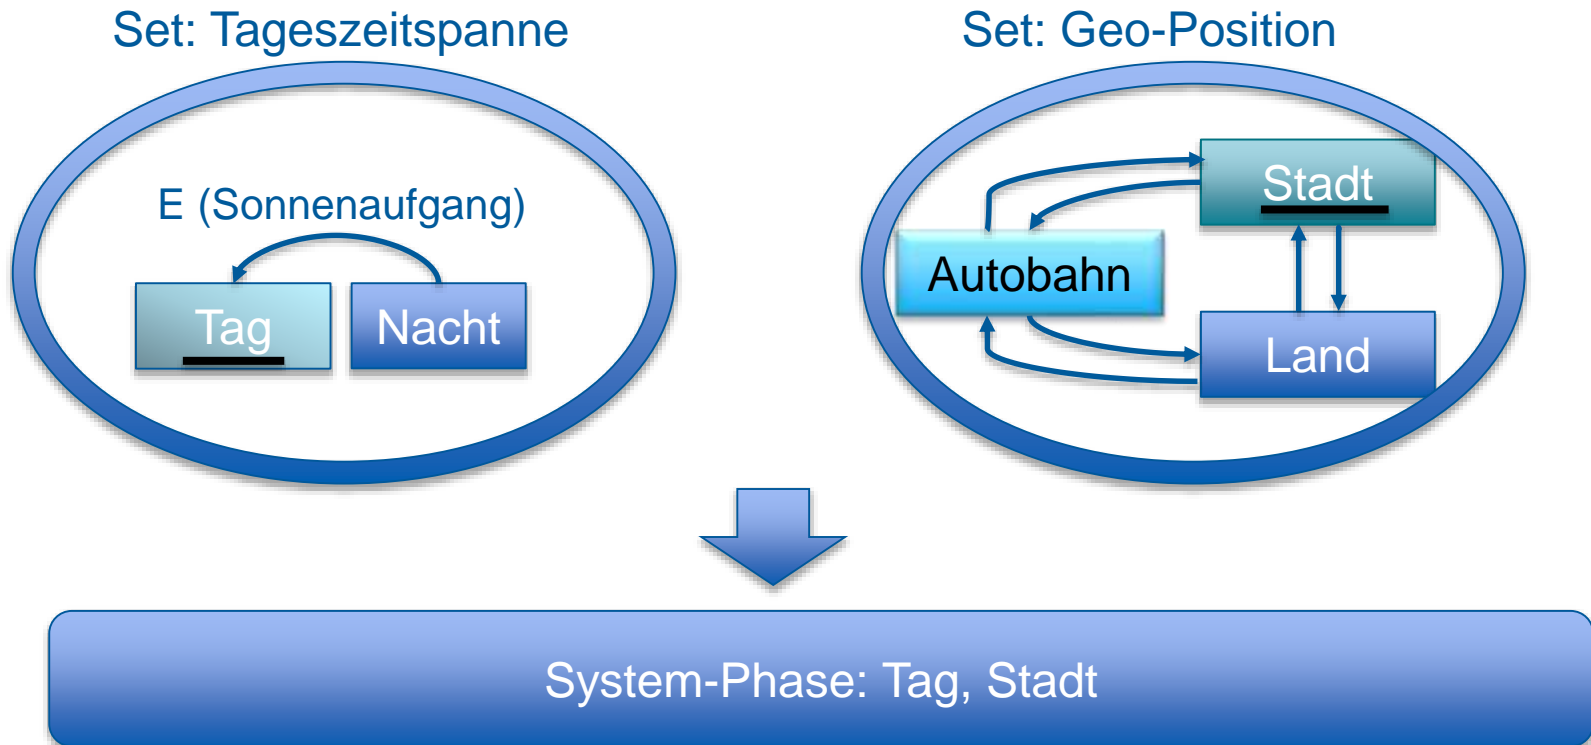 Set: Tageszeitspanne
E (Sonnenaufgang)
Tag
Nacht
Set: Geo-Position
Stadt
Autobahn
Land
System-Phase: Tag, Stadt